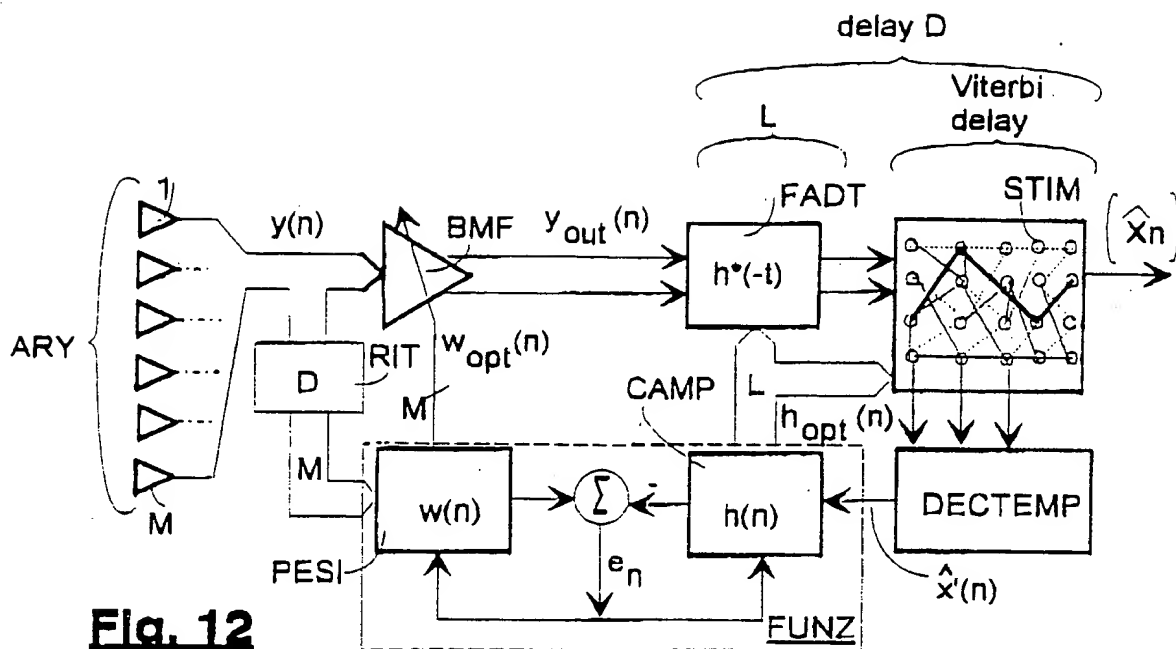 delay D
Viterbi
delay
L
STIM
FADT
1
y(n)
BMF
y_out(n)
h*(-t)
[x̂n]
ARY
RIT
D
w_opt(n)
M
CAMP
L
h_opt(n)
M
M
w(n)
Σ
-
h(n)
DECTEMP
PESI
e_n
x̂'(n)
Fig. 12
FUNZ